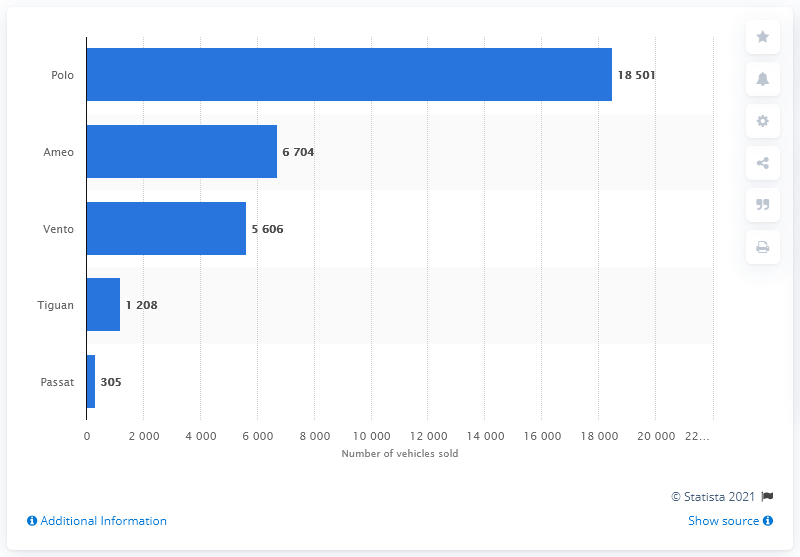 Polo
18 501
Ameo
6 704
Vento
5 606
Tiguan
1 208
Passat
305
0 2 000 4 000 6 000 8 000 10 000 12 000 14 000 16 000 18 000 20 000 22…
Number of vehicles sold
© Statista 2021
Additional Information
Show source